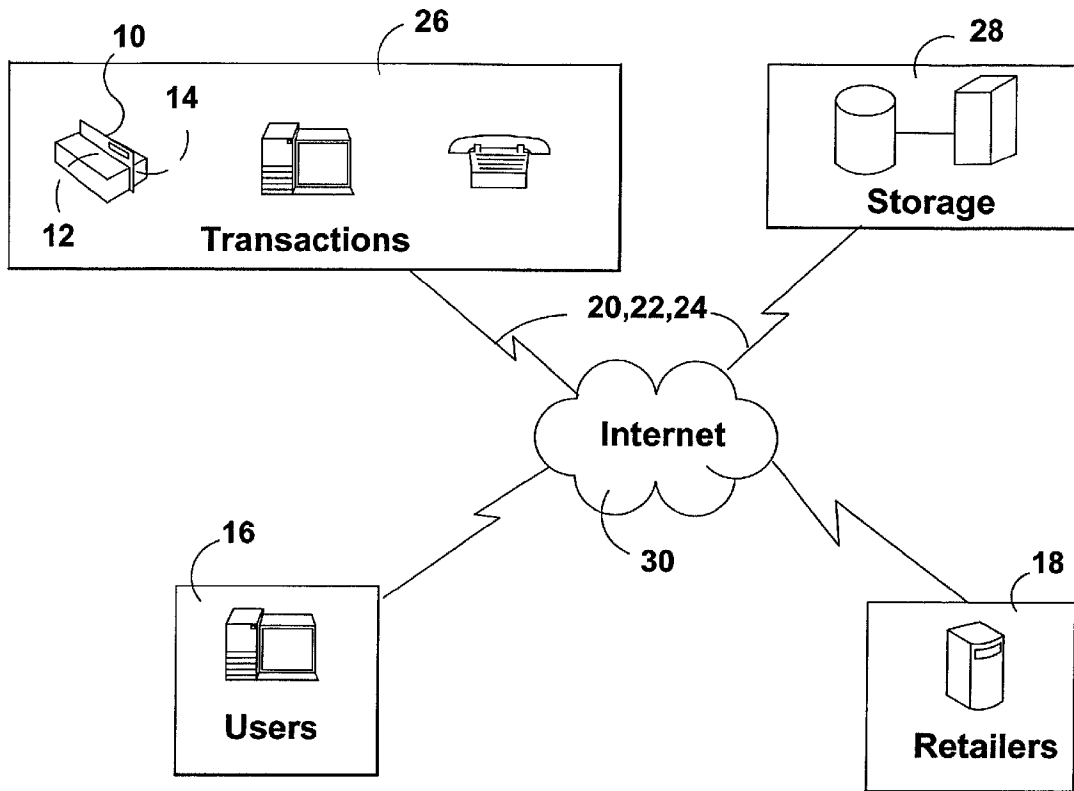 10
26
28
14
12
Transactions
Storage
20,22,24
Internet
16
30
18
Users
Retailers